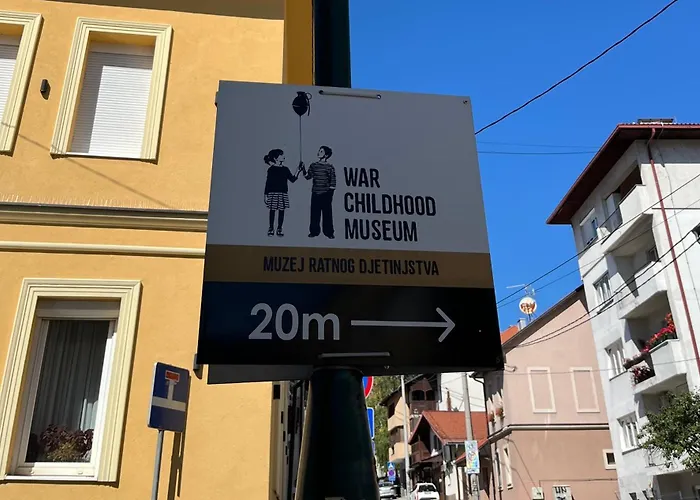 WAR
CHILDHOOD
MUSEUM
MUZEJ RATNOG DJETINJSTVA
20m